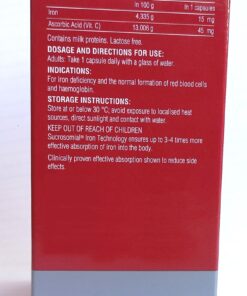 in 100 g In 1 capsules
Iron 4,335 g 15 mg
Ascorbic Acid (Vit. C) 13,006 g 45 mg
Contains milk proteins. Lactose free.
DOSAGE AND DIRECTIONS FOR USE:
Adults: Take 1 capsule daily with a glass of water.
INDICATIONS:
For iron deficiency and the normal formation of red blood cells
and haemoglobin.
STORAGE INSTRUCTIONS:
Store at or below 30 °C; avoid exposure to localised heat
sources, direct sunlight and contact with water.
KEEP OUT OF REACH OF CHILDREN
Sucrosomial® Iron Technology ensures up to 3-4 times more
effective absorption of iron into the body.
Clinically proven effective absorption shown to reduce side
effects.